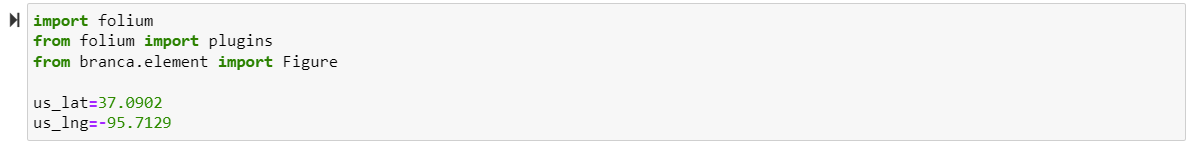 import folium
from folium import plugins
from branca.element import Figure
us_lat=37.0902
us_lng=-95.7129